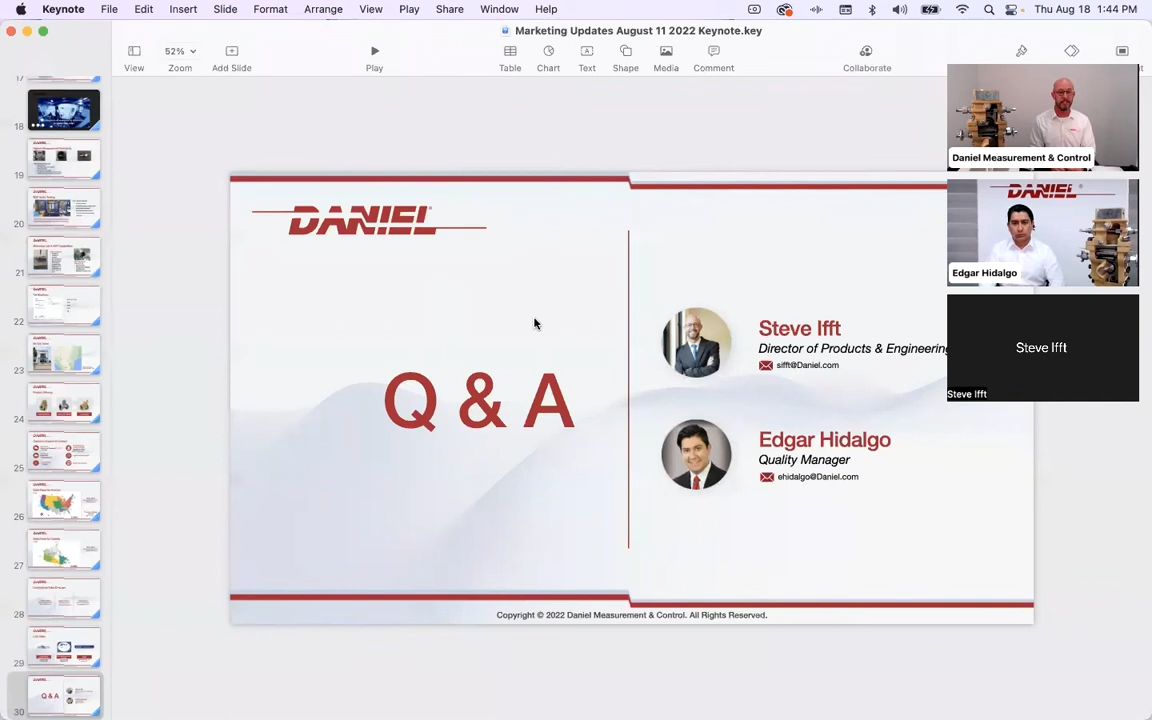 Keynote File Edit Insert Slide Format Arrange View Play Share Window Help Thu Aug 18 1:44 PM
Marketing Updates August 11 2022 Keynote.key
52%
View Zoom Add Slide Play Table Chart Text Shape Media Comment Collaborate
17
18
19
20
21
22
23
24
25
26
27
28
29
30
DANIEL
Q & A
Steve Ifft
Director of Products & Engineering
sifft@Daniel.com
Edgar Hidalgo
Quality Manager
ehidalgo@Daniel.com
Copyright © 2022 Daniel Measurement & Control. All Rights Reserved.
Daniel Measurement & Control
DANIEL
Edgar Hidalgo
Steve Ifft
Steve Ifft
Q & A